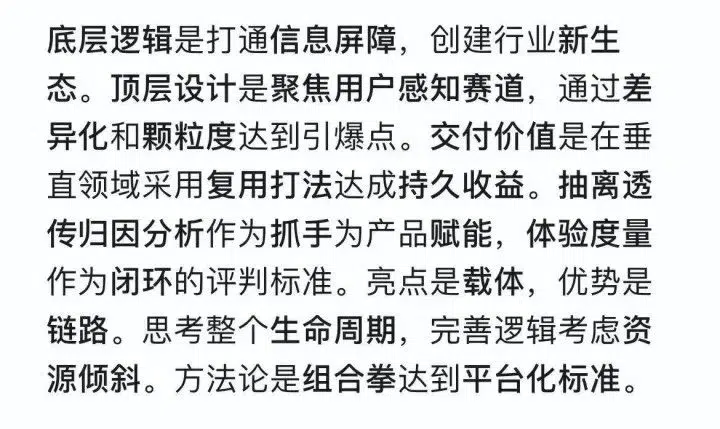 底层逻辑是打通信息屏障，创建行业新生
态。顶层设计是聚焦用户感知赛道，通过差
异化和颗粒度达到引爆点。交付价值是在垂
直领域采用复用打法达成持久收益。抽离透
传归因分析作为抓手为产品赋能，体验度量
作为闭环的评判标准。亮点是载体，优势是
链路。思考整个生命周期，完善逻辑考虑资
源倾斜。方法论是组合拳达到平台化标准。